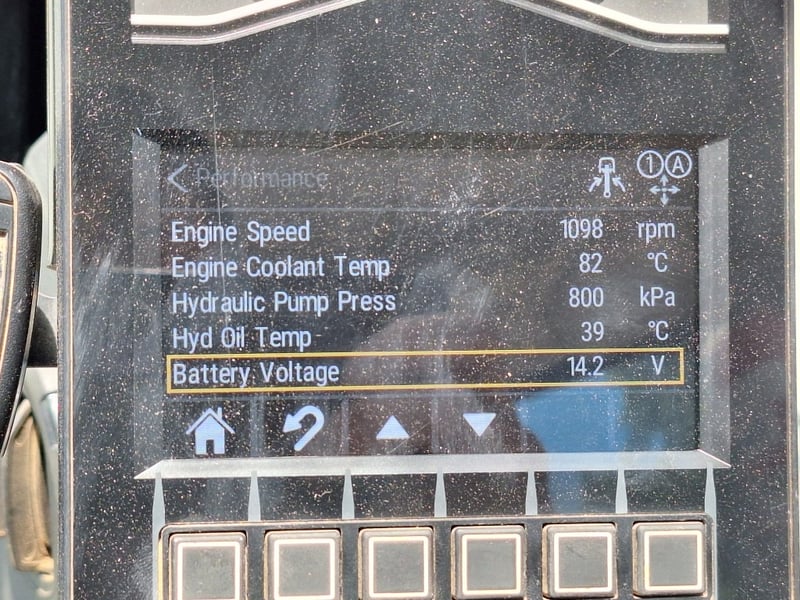 Performance
1 A
Engine Speed 1098 rpm
Engine Coolant Temp 82 °C
Hydraulic Pump Press 800 kPa
Hyd Oil Temp 39 °C
Battery Voltage 14.2 V